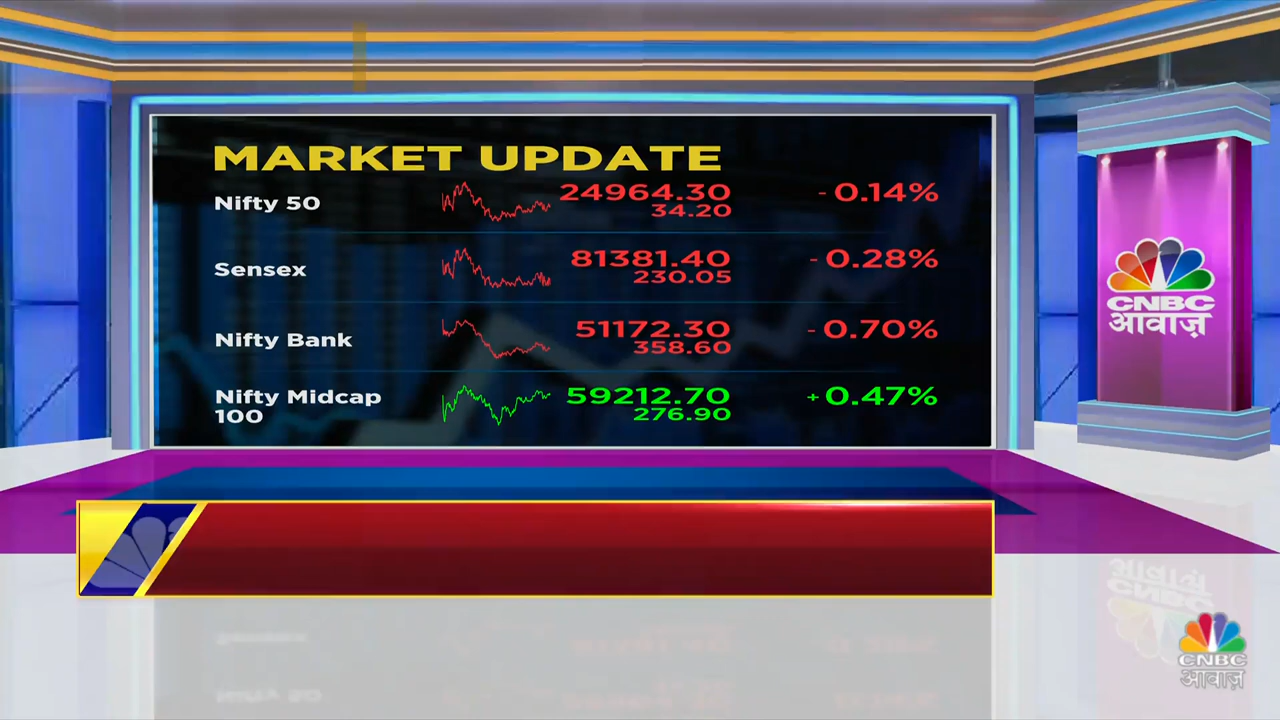 MARKET UPDATE
Nifty 50 24964.30 - 0.14%
34.20
Sensex 81381.40 - 0.28%
230.05
Nifty Bank 51172.30 - 0.70%
358.60
Nifty Midcap 100 59212.70 + 0.47%
276.90
CNBC
आवाज़
CNBC
आवाज़